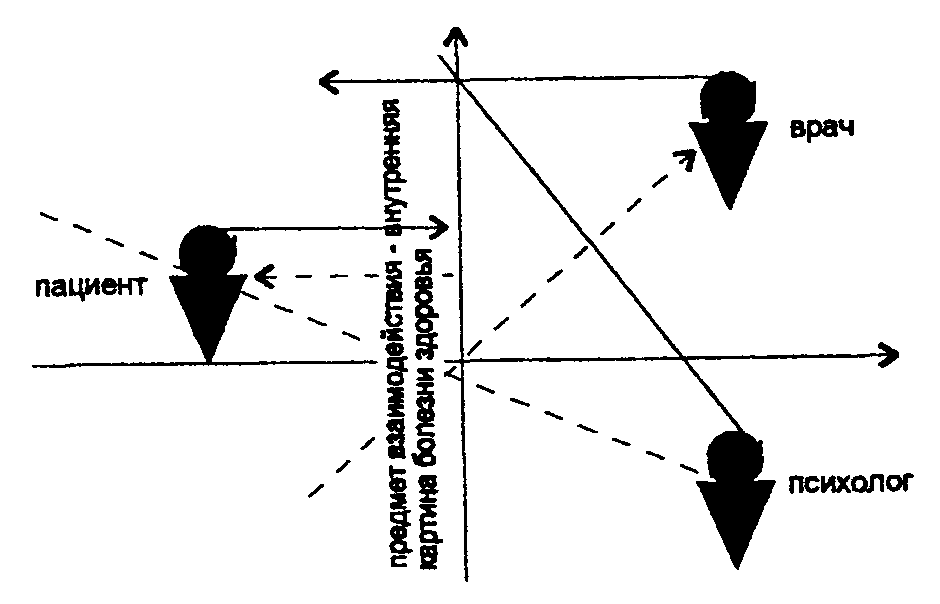 врач
пациент
предмет взаимодействия - внутренняя
картина болезни здоровья
психолог